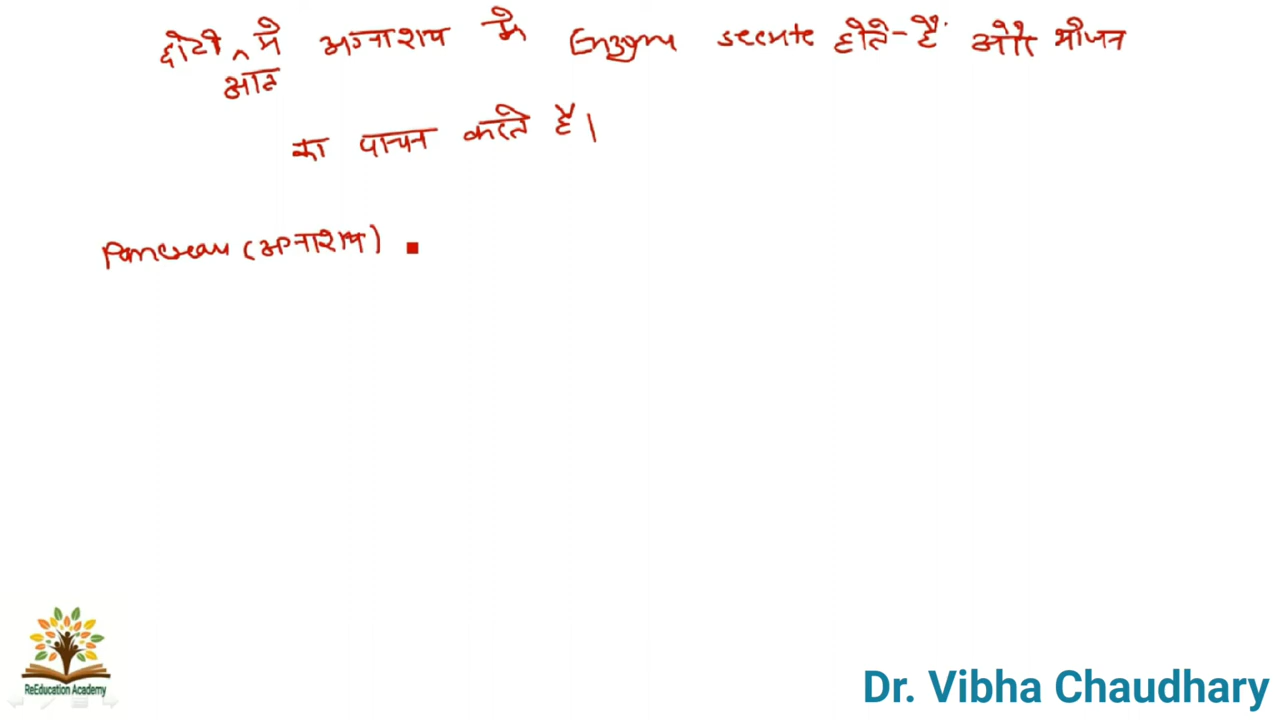 छोटी आंत में अग्नाशय के Enzyme secrete होते हैं और भोजन
का पाचन करते है।
Pancreas (अग्नाशय)
ReEducation Academy
Dr. Vibha Chaudhary